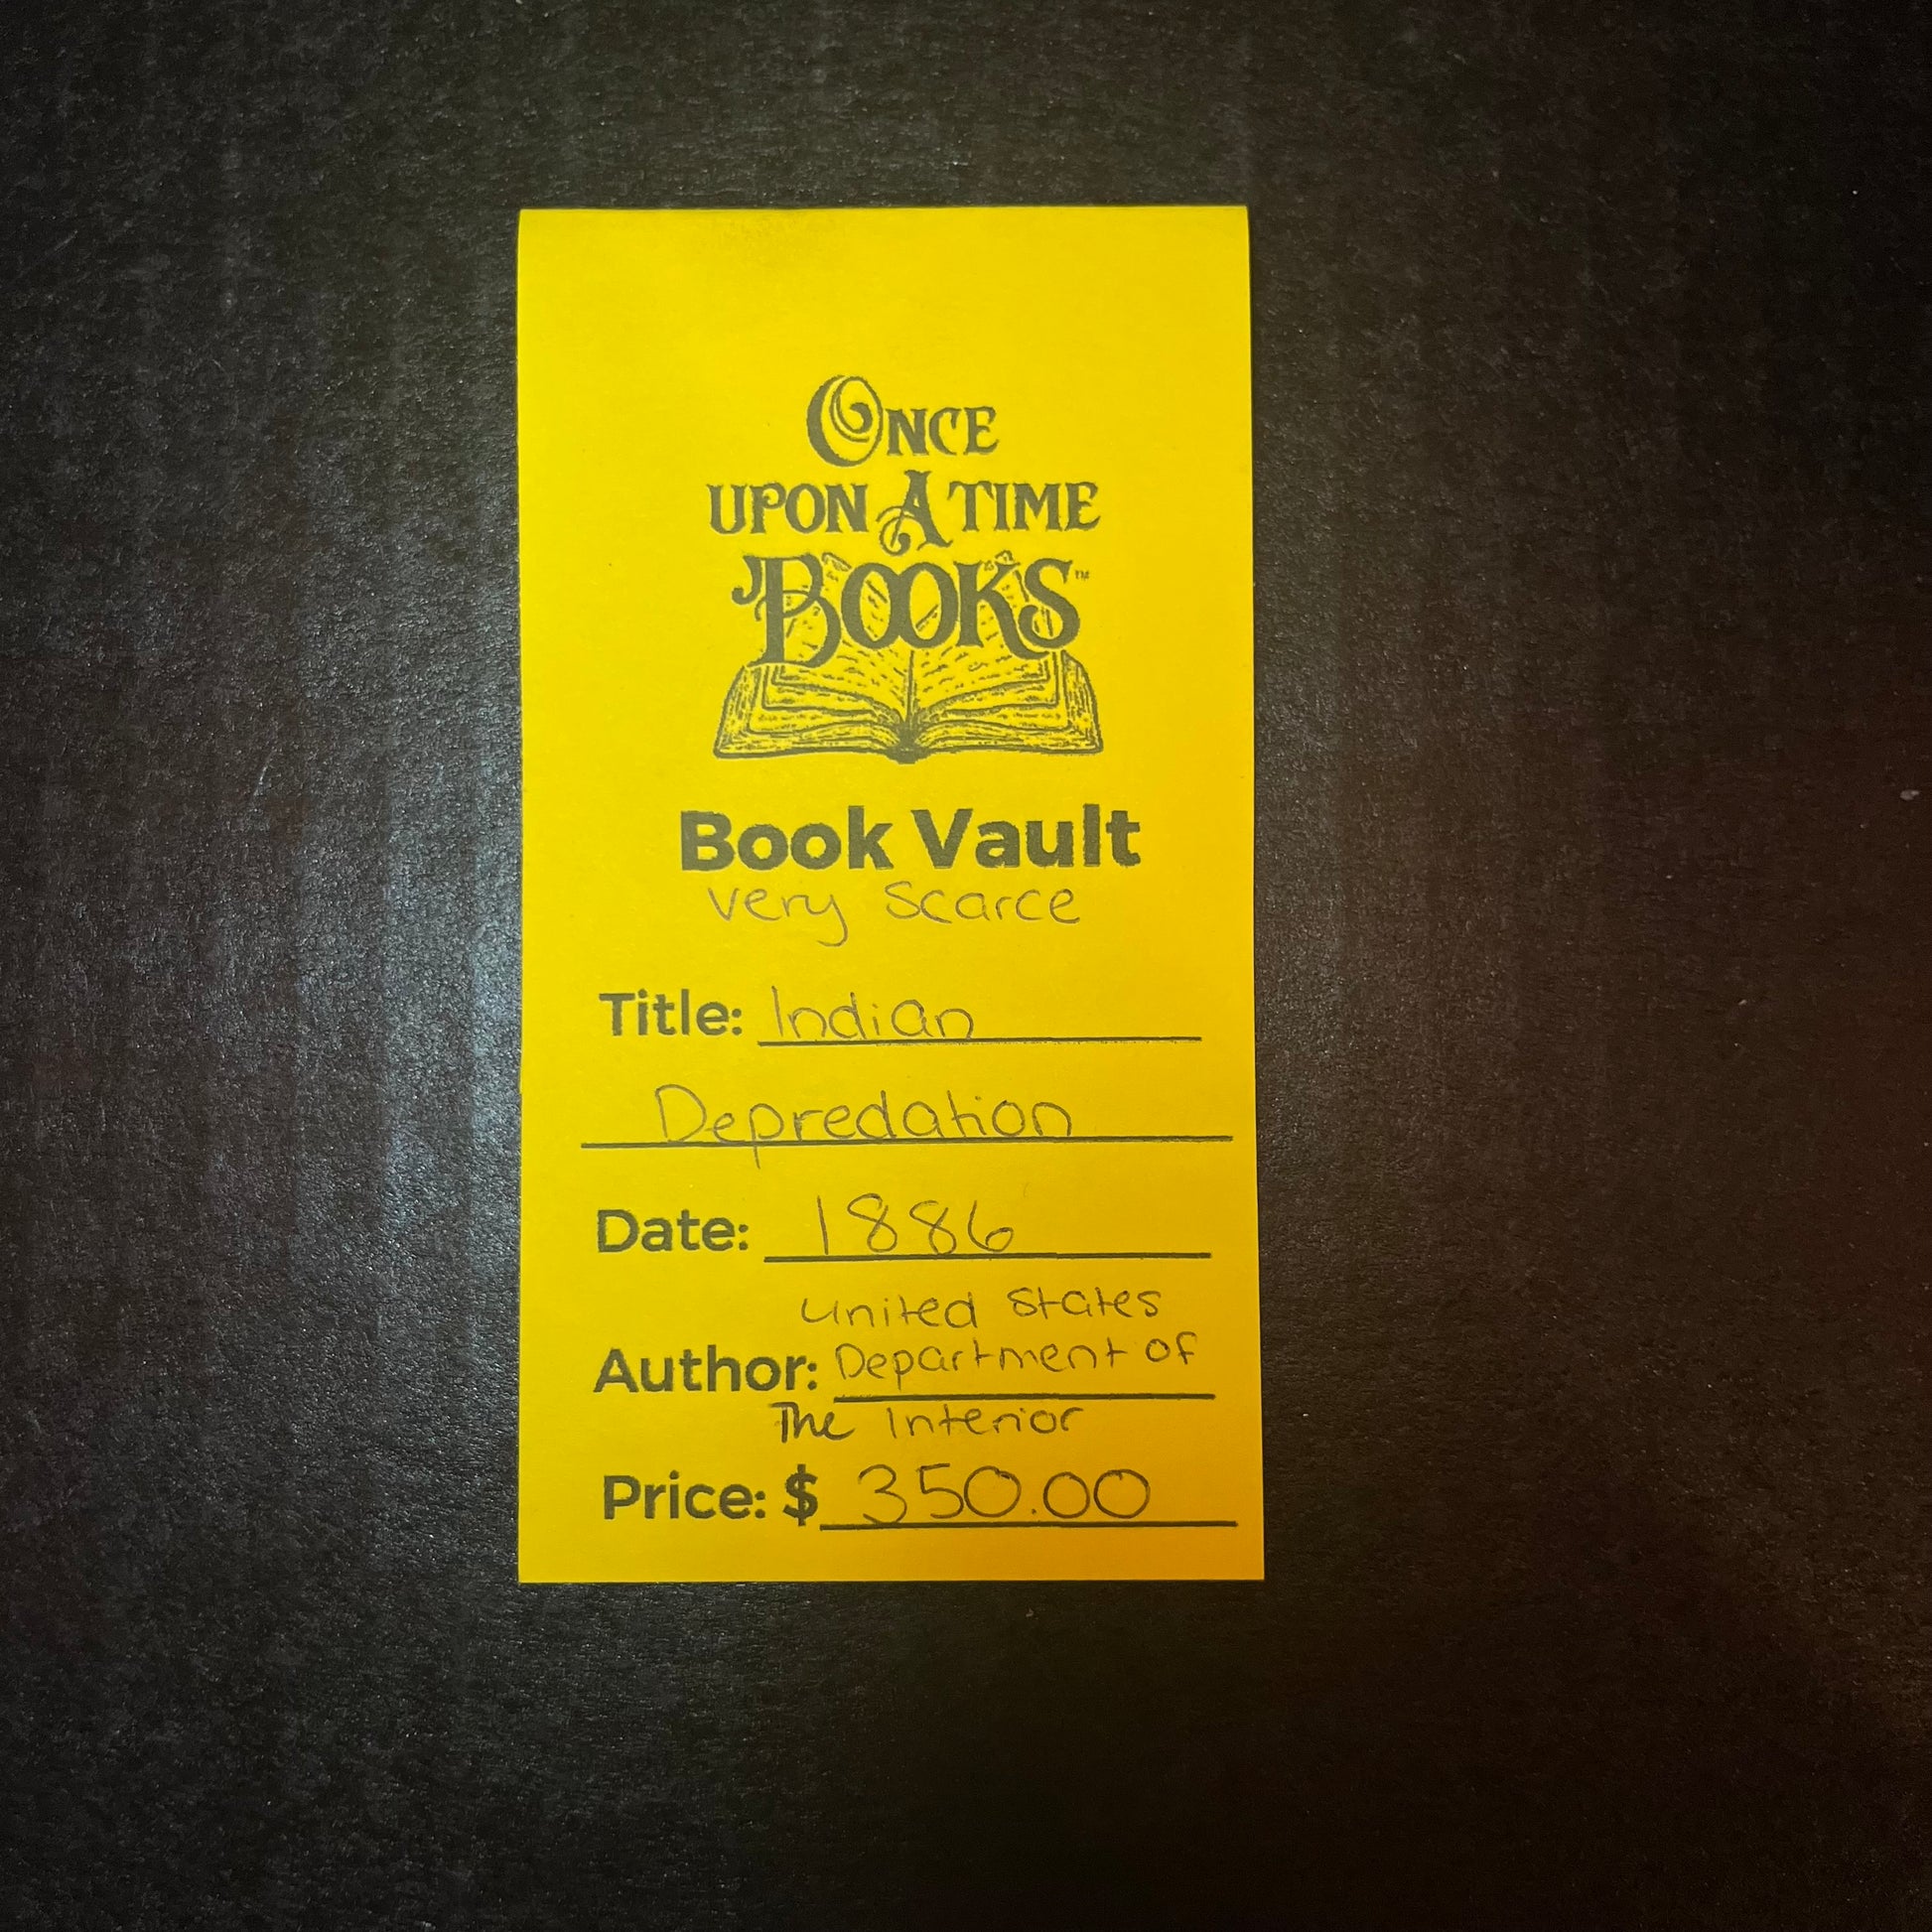 ONCE
UPON A TIME
BOOKS™
Book Vault
Very Scarce
Title: Indian
Depredation
Date: 1886
United States
Author: Department of
The Interior
Price: $ 350.00